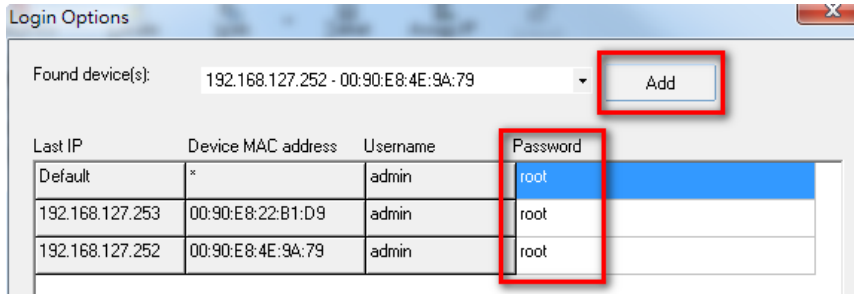 Login Options
Found device(s): 192.168.127.252 - 00:90:E8:4E:9A:79 Add
Last IP Device MAC address Username Password
Default * admin root
192.168.127.253 00:90:E8:22:B1:D9 admin root
192.168.127.252 00:90:E8:4E:9A:79 admin root